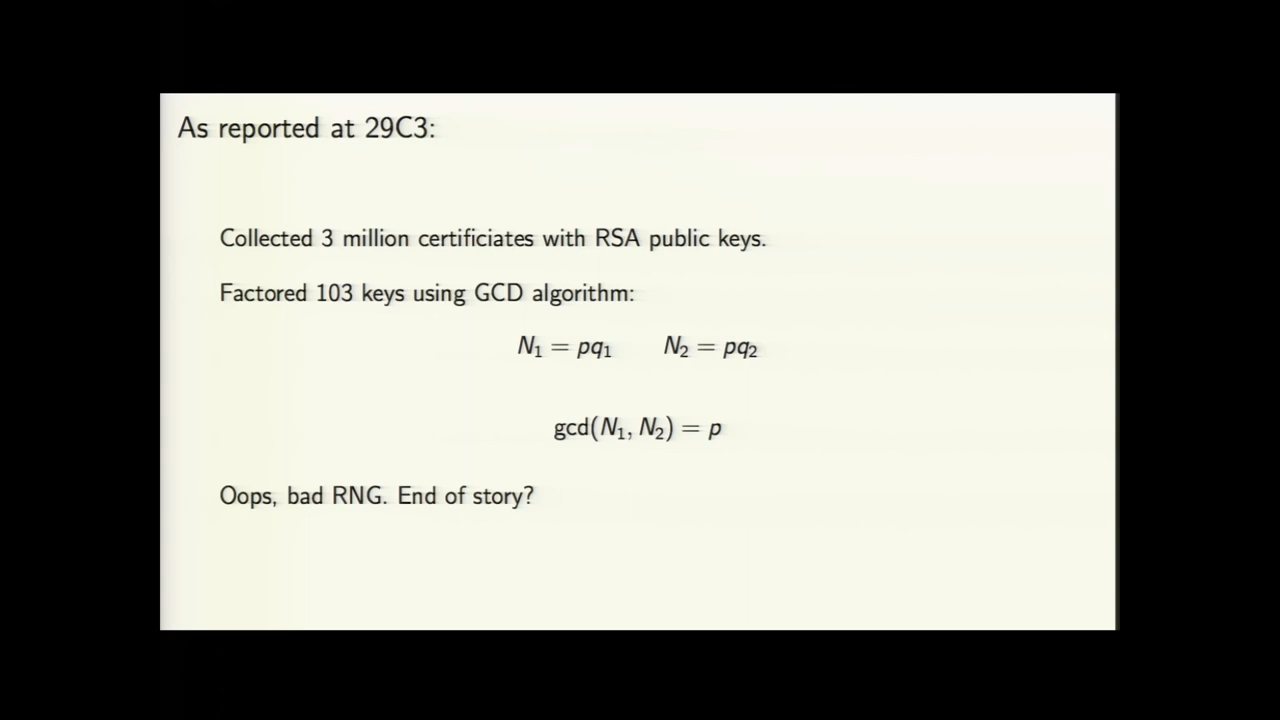 As reported at 29C3:
Collected 3 million certificiates with RSA public keys.
Factored 103 keys using GCD algorithm:
N₁ = pq₁ N₂ = pq₂
gcd(N₁, N₂) = p
Oops, bad RNG. End of story?